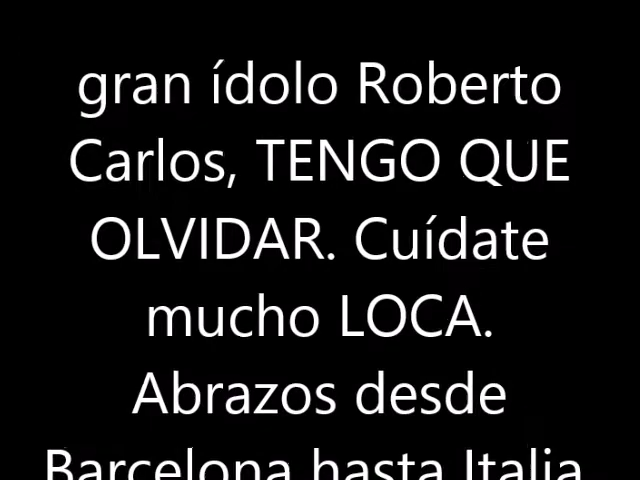 gran ídolo Roberto
Carlos, TENGO QUE
OLVIDAR. Cuídate
mucho LOCA.
Abrazos desde
Barcelona hasta Italia